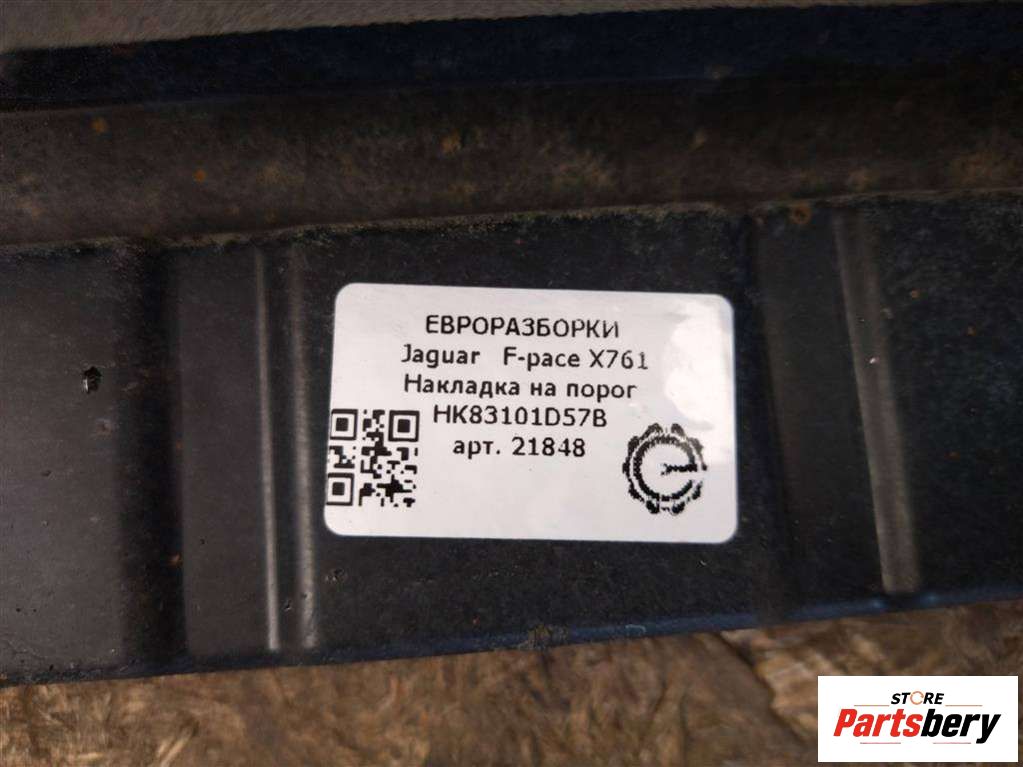 ЕВРОРАЗБОРКИ
Jaguar F-pace X761
Накладка на порог
HK83101D57B
арт. 21848
STORE
Partsbery